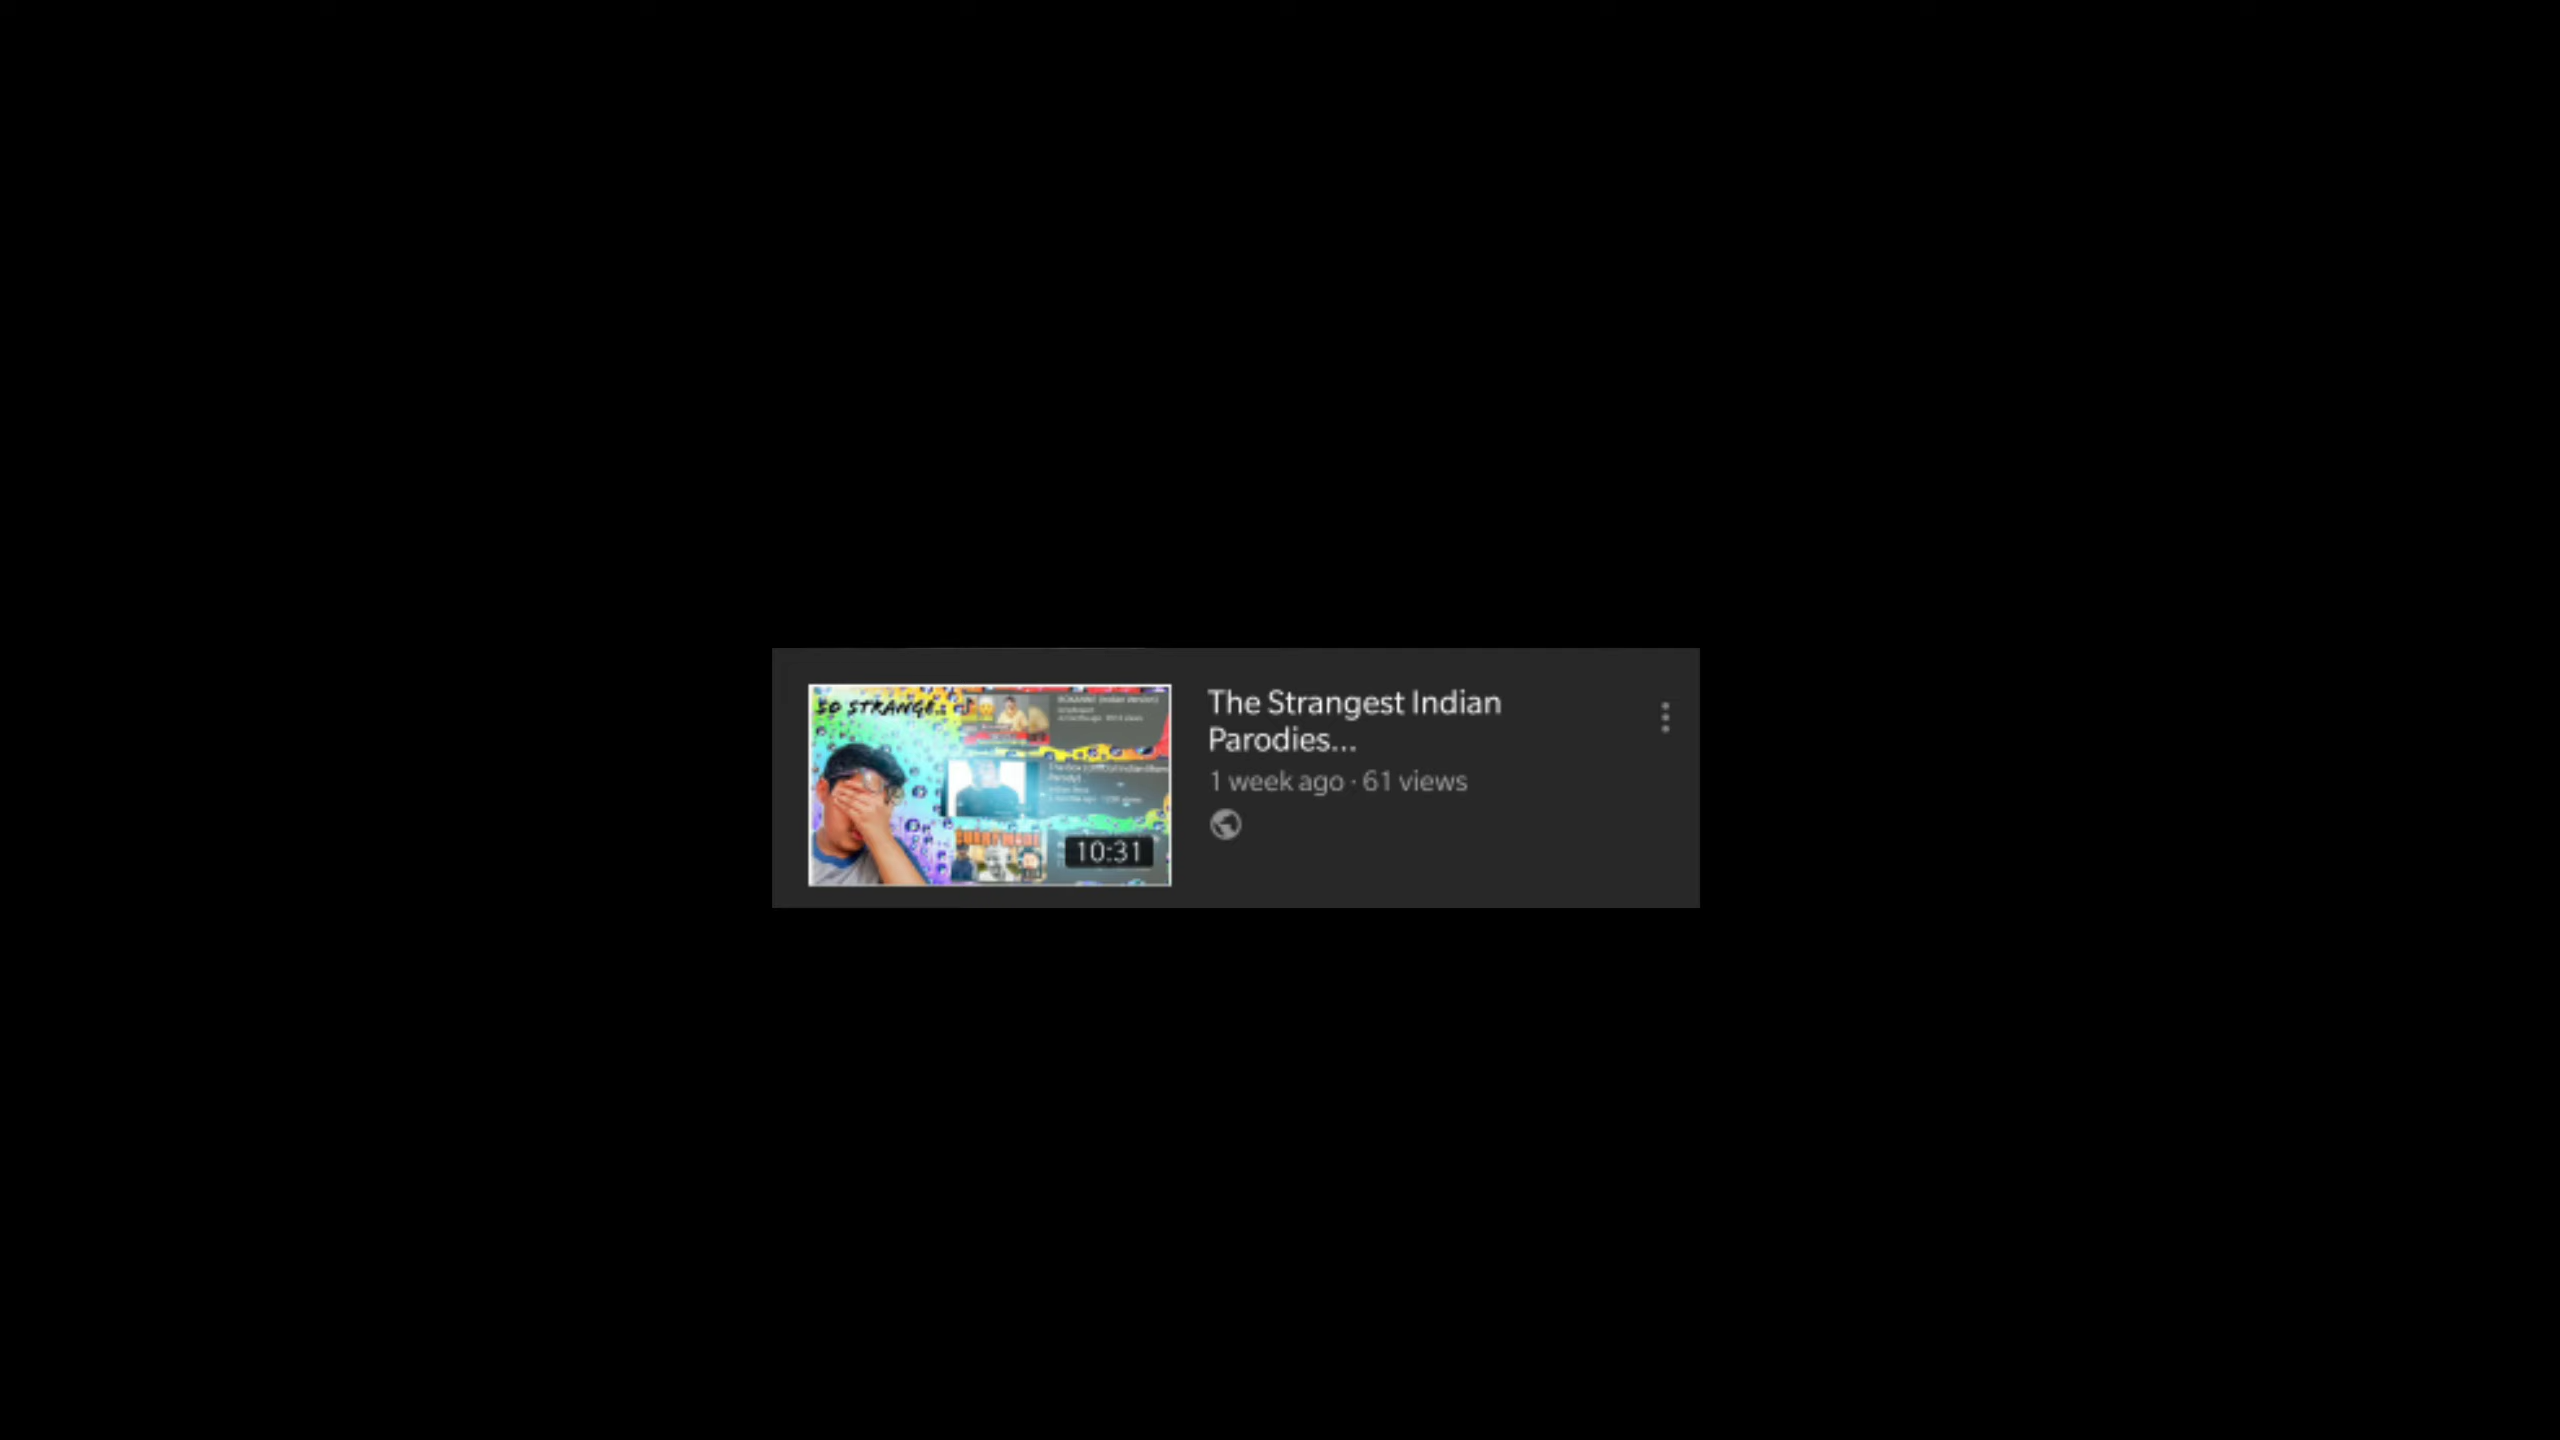 SO STRANGE..
10:31
The Strangest Indian
Parodies...
1 week ago · 61 views